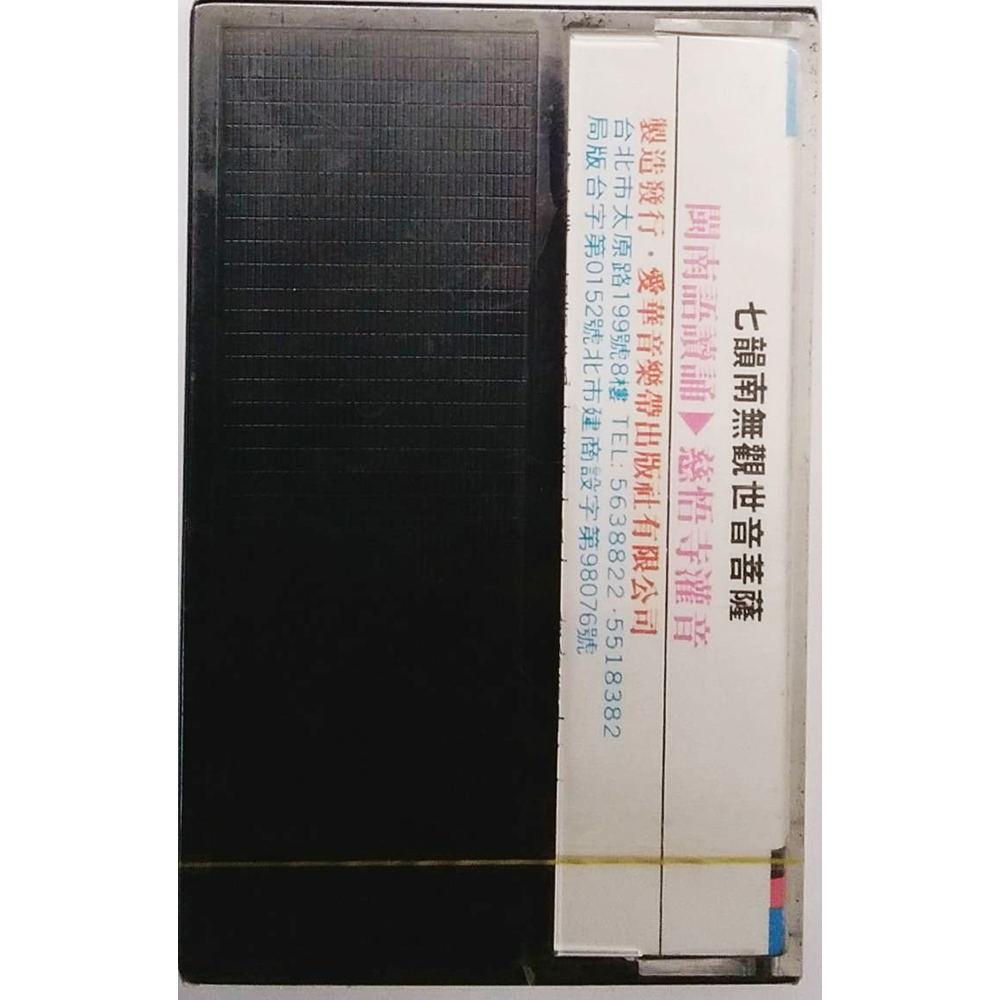 七韻南無觀世音菩薩
閩南語讀誦▶慈悟寺灌音
製造發行・愛華音樂帶出版社有限公司
台北市太原路199號8樓 TEL: 5638822・5518382
局版台字第0152號北市建商設字第98076號